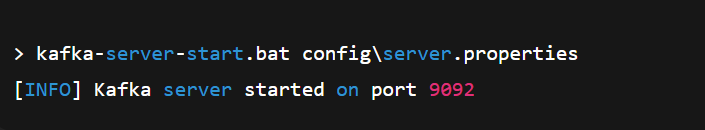 > kafka-server-start.bat config\server.properties
[INFO] Kafka server started on port 9092